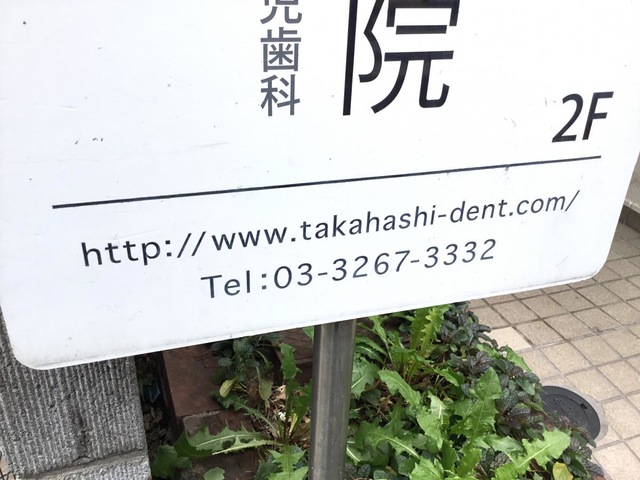 院
児歯科
2F
http://www.takahashi-dent.com/
Tel:03-3267-3332